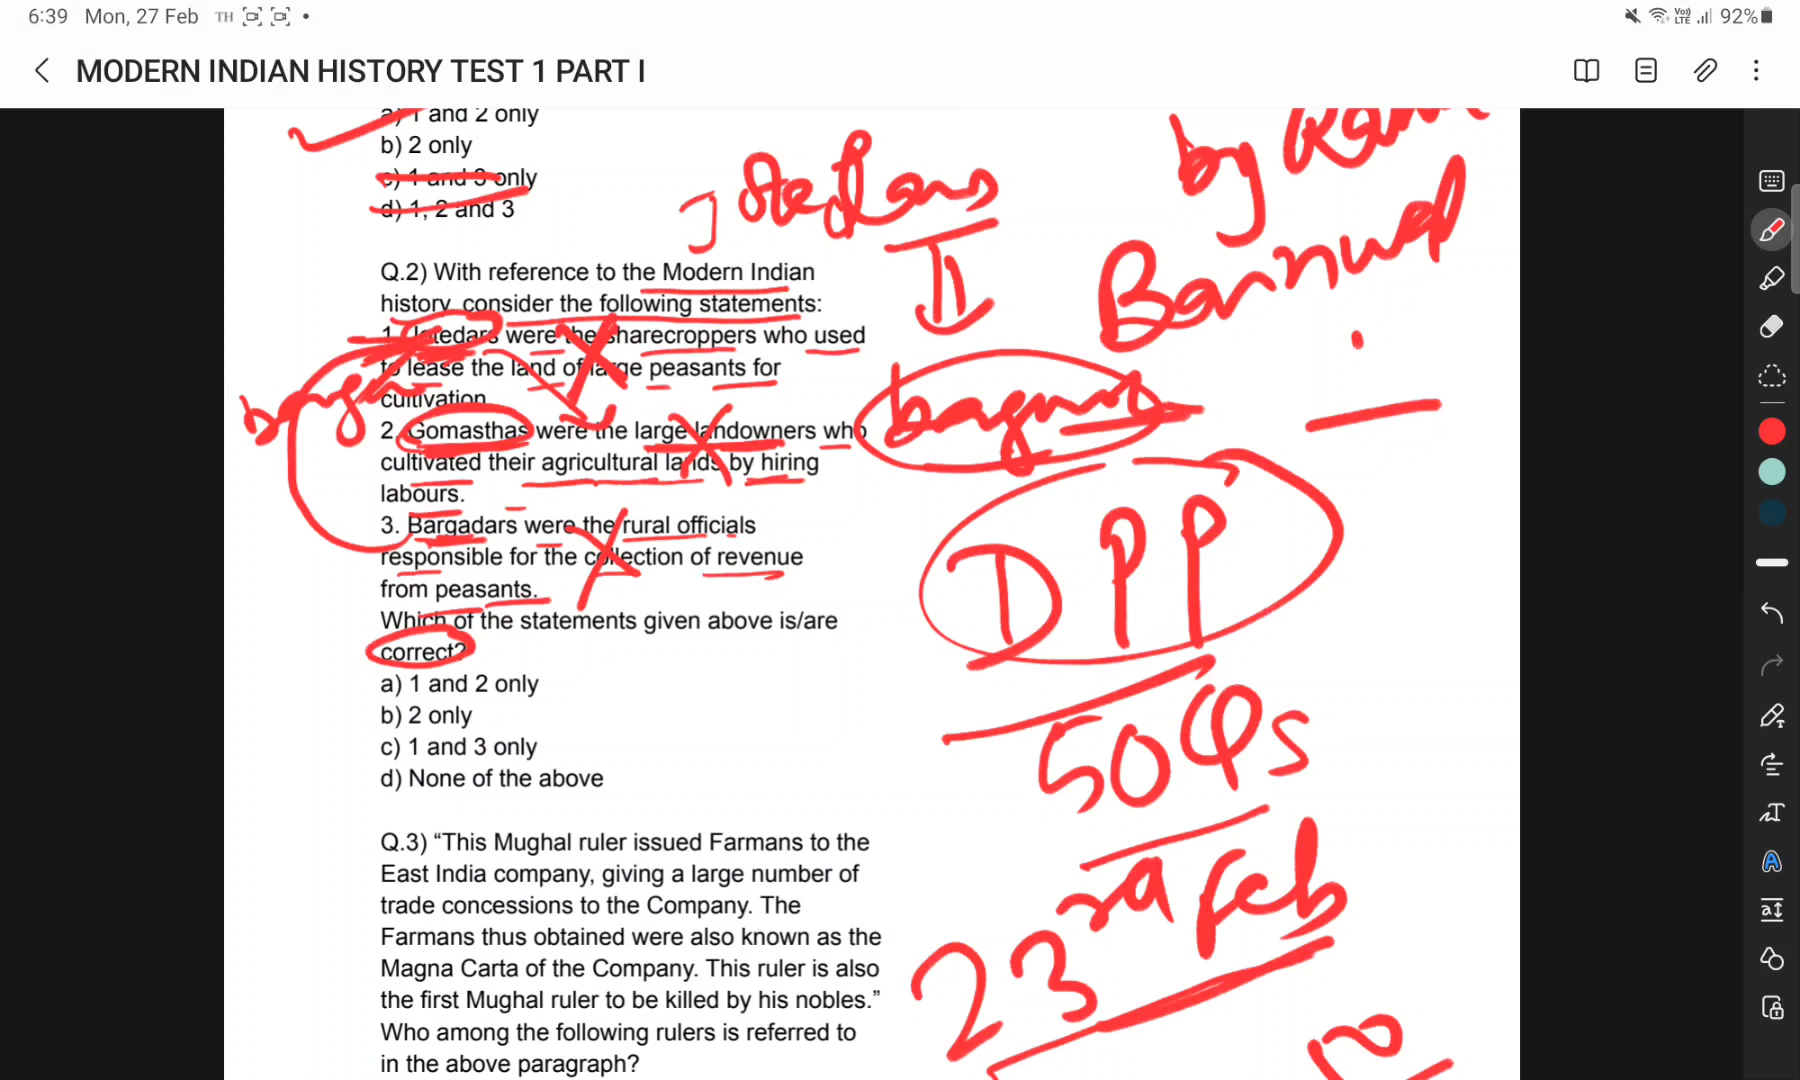 6:39 Mon, 27 Feb TH
Vo)) LTE 92%
MODERN INDIAN HISTORY TEST 1 PART I
a) 1 and 2 only
b) 2 only
c) 1 and 3 only
d) 1, 2 and 3
by
II
Q.2) With reference to the Modern Indian
history, consider the following statements:
1. Jotedars were the sharecroppers who used
to lease the land of large peasants for
cultivation.
2. Gomasthas were the large landowners who
cultivated their agricultural lands by hiring
labours.
3. Bargadars were the rural officials
responsible for the collection of revenue
from peasants.
Which of the statements given above is/are
correct?
a) 1 and 2 only
b) 2 only
c) 1 and 3 only
d) None of the above
DPP
50 Qs
23rd feb
Q.3) “This Mughal ruler issued Farmans to the
East India company, giving a large number of
trade concessions to the Company. The
Farmans thus obtained were also known as the
Magna Carta of the Company. This ruler is also
the first Mughal ruler to be killed by his nobles.”
Who among the following rulers is referred to
in the above paragraph?